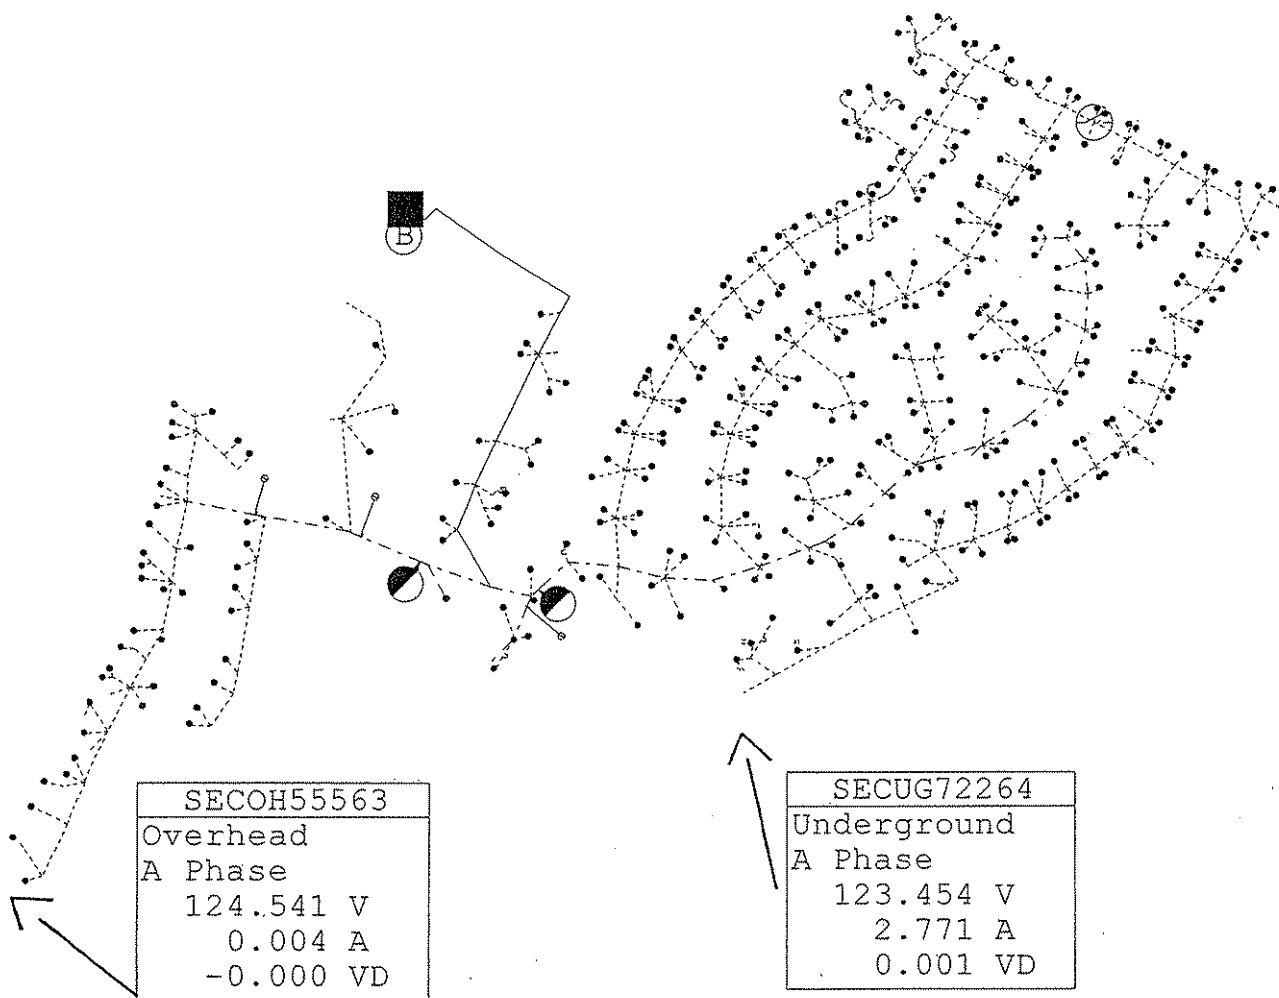 B
SECOH55563
Overhead
A Phase
124.541 V
0.004 A
-0.000 VD
SECUG72264
Underground
A Phase
123.454 V
2.771 A
0.001 VD